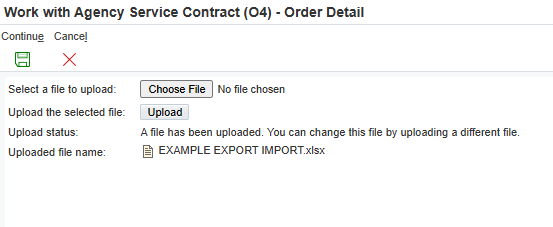 Work with Agency Service Contract (O4) - Order Detail
Continue Cancel
Select a file to upload: Choose File No file chosen
Upload the selected file: Upload
Upload status: A file has been uploaded. You can change this file by uploading a different file.
Uploaded file name: EXAMPLE EXPORT IMPORT.xlsx